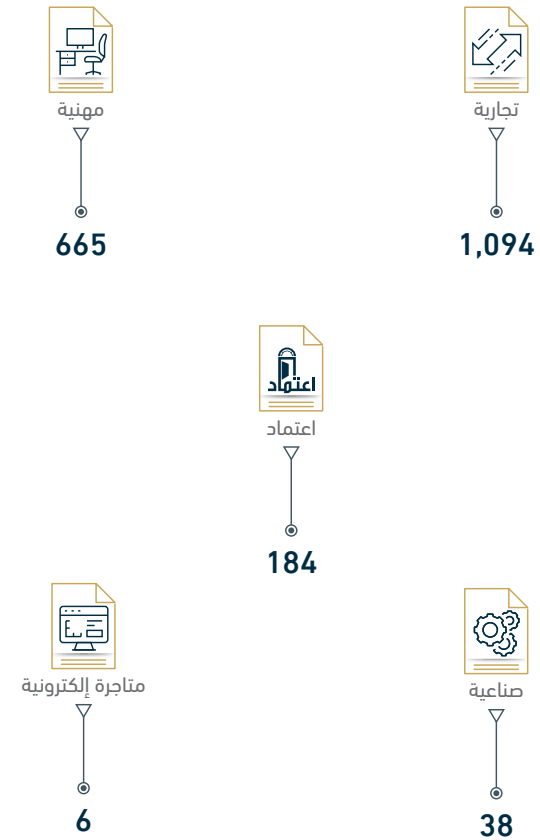 تجارية
1,094
مهنية
665
اعتماد
اعتماد
184
صناعية
38
متاجرة إلكترونية
6